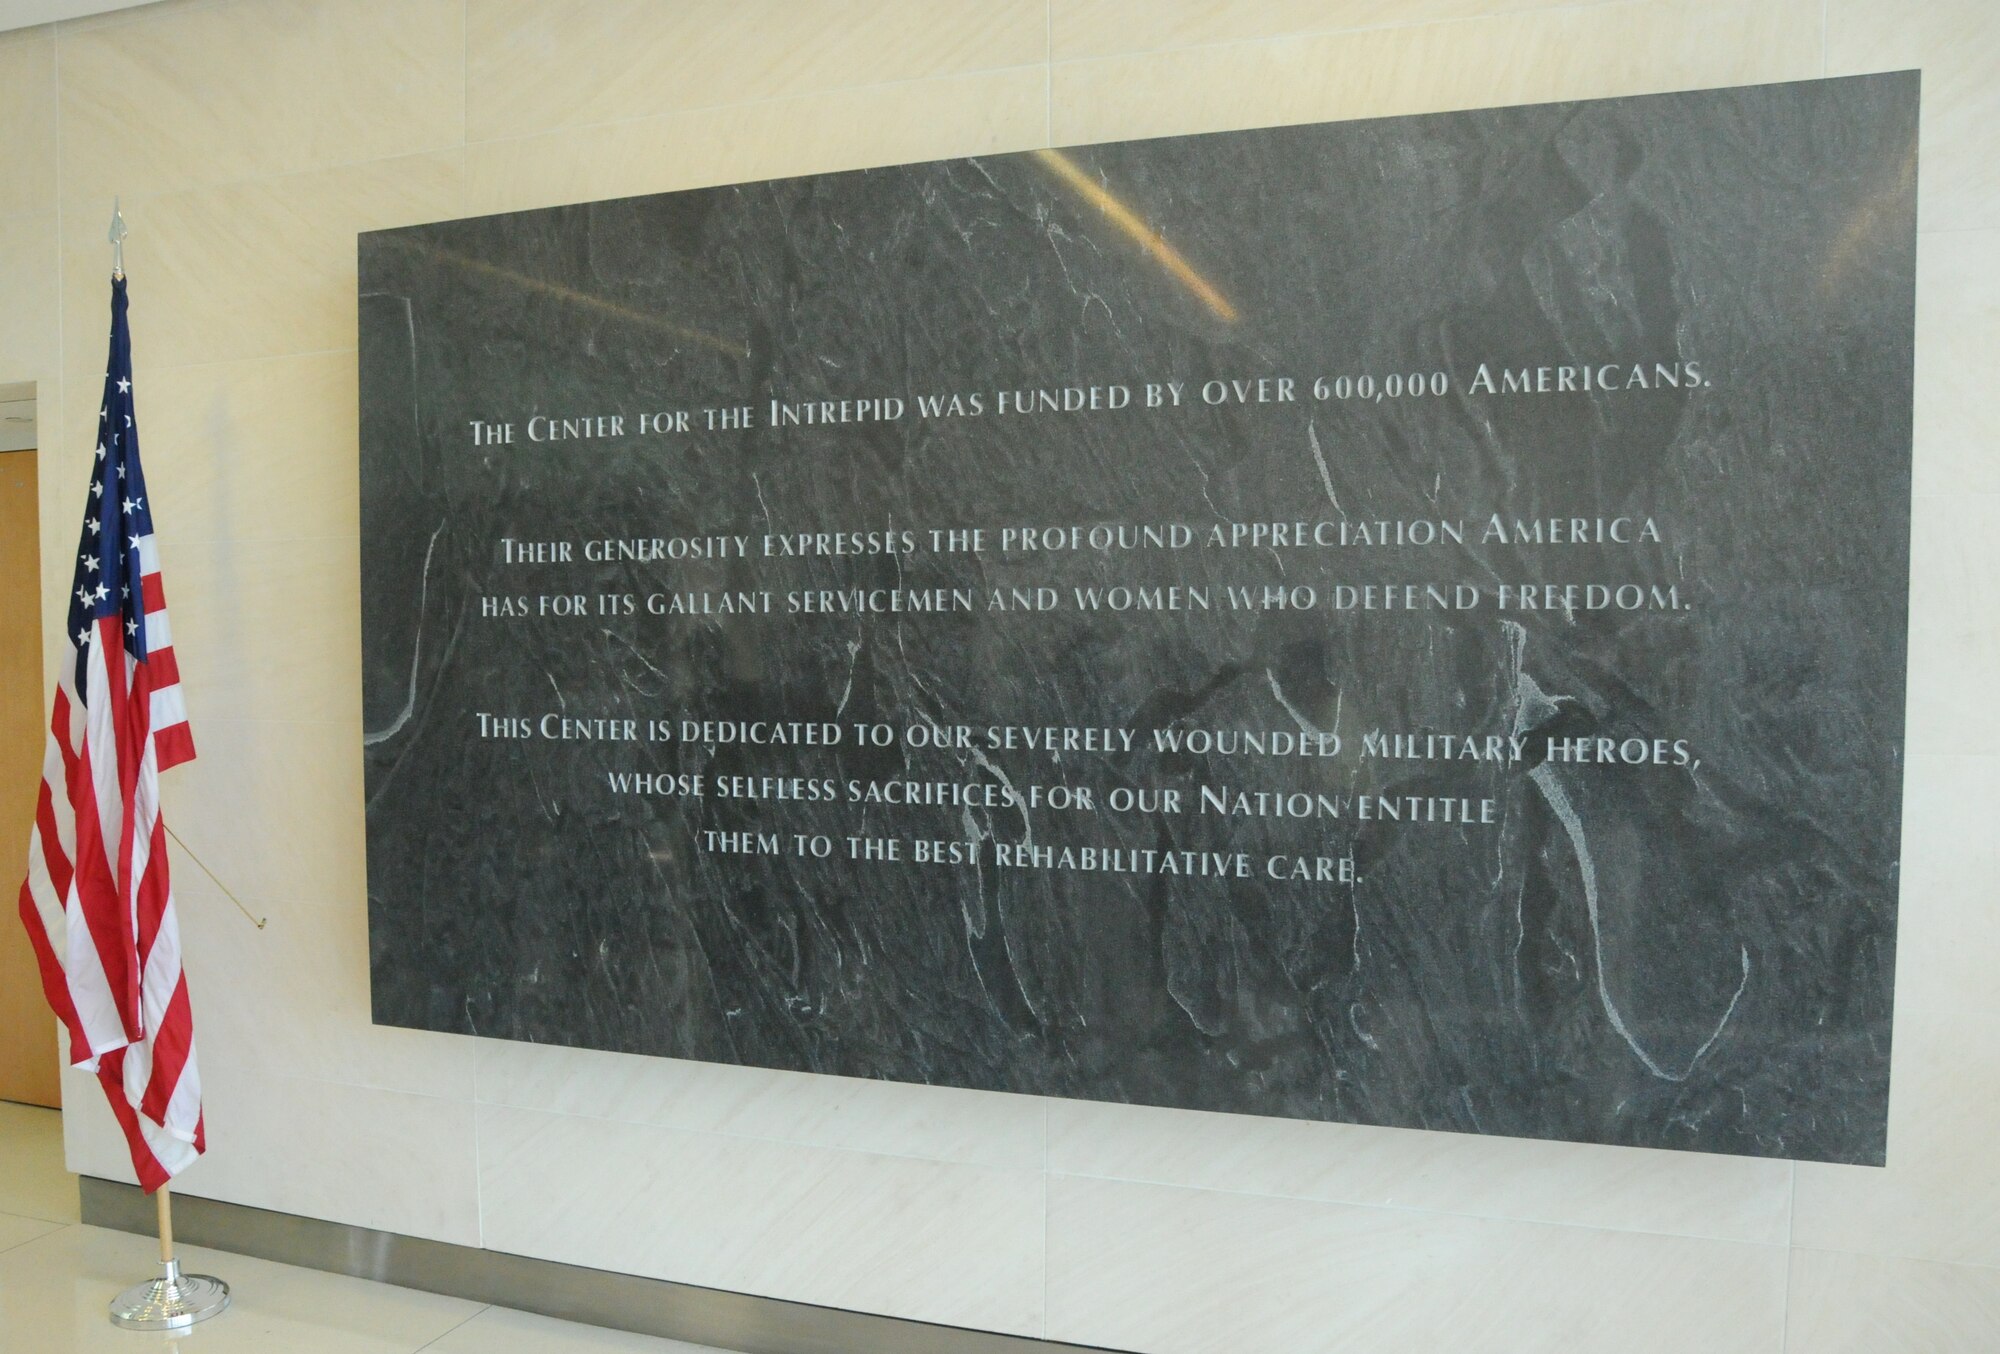 THE CENTER FOR THE INTREPID WAS FUNDED BY OVER 600,000 AMERICANS.
THEIR GENEROSITY EXPRESSES THE PROFOUND APPRECIATION AMERICA
HAS FOR ITS GALLANT SERVICEMEN AND WOMEN WHO DEFEND FREEDOM.
THIS CENTER IS DEDICATED TO OUR SEVERELY WOUNDED MILITARY HEROES,
WHOSE SELFLESS SACRIFICES FOR OUR NATION ENTITLE
THEM TO THE BEST REHABILITATIVE CARE.